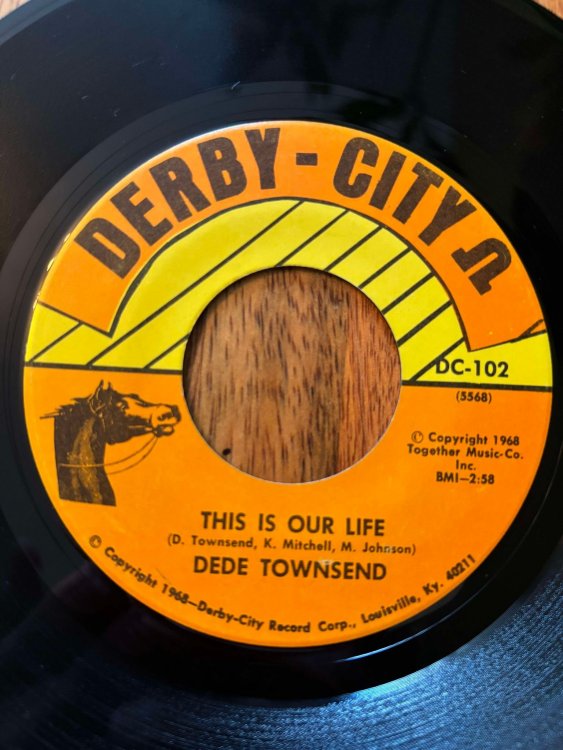 DERBY-CITY
DC-102
(5568)
© Copyright 1968
Together Music-Co.
Inc.
BMI-2:58
THIS IS OUR LIFE
(D. Townsend, K. Mitchell, M. Johnson)
DEDE TOWNSEND
© Copyright 1968-Derby-City Record Corp., Louisville, Ky. 40211